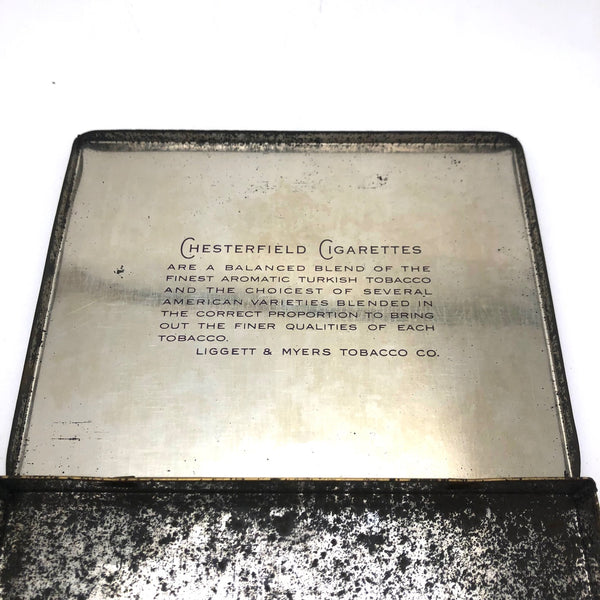 CHESTERFIELD CIGARETTES
ARE A BALANCED BLEND OF THE
FINEST AROMATIC TURKISH TOBACCO
AND THE CHOICEST OF SEVERAL
AMERICAN VARIETIES BLENDED IN
THE CORRECT PROPORTION TO BRING
OUT THE FINER QUALITIES OF EACH
TOBACCO.
LIGGETT & MYERS TOBACCO CO.